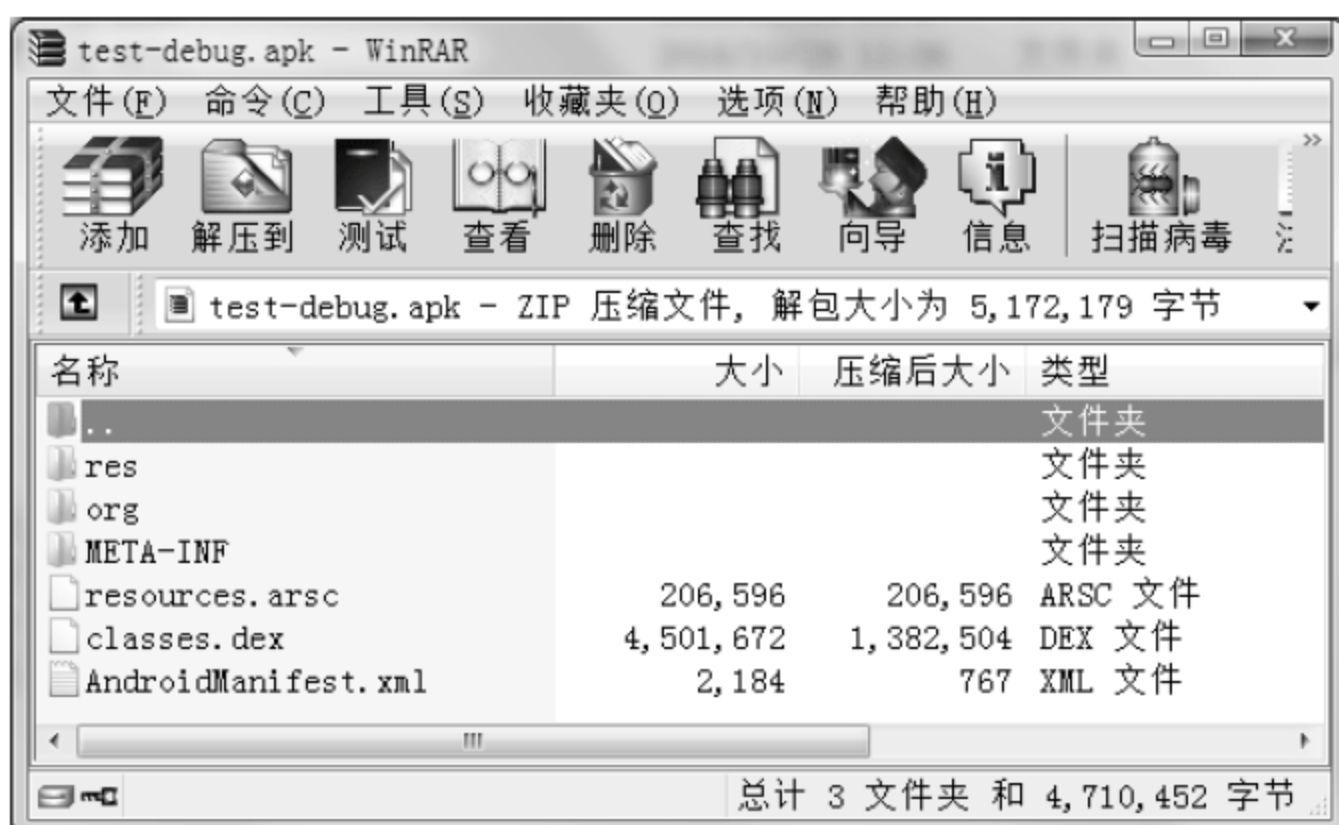 test-debug.apk - WinRAR
文件(F) 命令(C) 工具(S) 收藏夹(O) 选项(N) 帮助(H)
添加 解压到 测试 查看 删除 查找 向导 信息 扫描病毒
test-debug.apk - ZIP 压缩文件, 解包大小为 5,172,179 字节
名称 大小 压缩后大小 类型
.. 文件夹
res 文件夹
org 文件夹
META-INF 文件夹
resources.arsc 206,596 206,596 ARSC 文件
classes.dex 4,501,672 1,382,504 DEX 文件
AndroidManifest.xml 2,184 767 XML 文件
总计 3 文件夹 和 4,710,452 字节